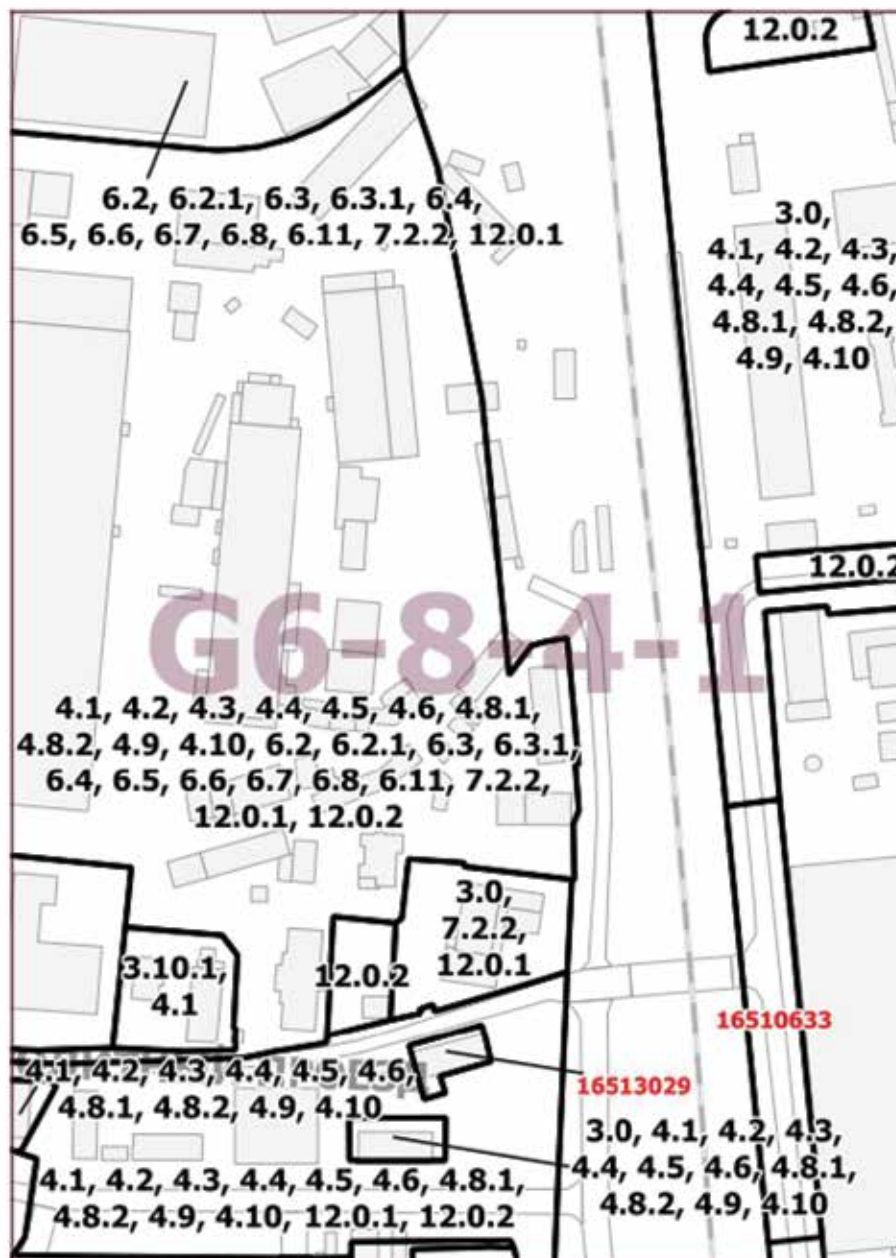 12.0.2
6.2, 6.2.1, 6.3, 6.3.1, 6.4,
6.5, 6.6, 6.7, 6.8, 6.11, 7.2.2, 12.0.1
3.0,
4.1, 4.2, 4.3,
4.4, 4.5, 4.6,
4.8.1, 4.8.2,
4.9, 4.10
12.0.2
G6-8-4-1
4.1, 4.2, 4.3, 4.4, 4.5, 4.6, 4.8.1,
4.8.2, 4.9, 4.10, 6.2, 6.2.1, 6.3, 6.3.1,
6.4, 6.5, 6.6, 6.7, 6.8, 6.11, 7.2.2,
12.0.1, 12.0.2
3.0,
7.2.2,
12.0.1
3.10.1,
4.1
12.0.2
16510633
16513029
4.1, 4.2, 4.3, 4.4, 4.5, 4.6,
4.8.1, 4.8.2, 4.9, 4.10
3.0, 4.1, 4.2, 4.3,
4.4, 4.5, 4.6, 4.8.1,
4.8.2, 4.9, 4.10
4.1, 4.2, 4.3, 4.4, 4.5, 4.6, 4.8.1,
4.8.2, 4.9, 4.10, 12.0.1, 12.0.2